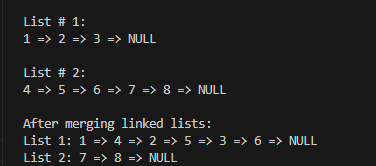 List # 1:
1 => 2 => 3 => NULL
List # 2:
4 => 5 => 6 => 7 => 8 => NULL
After merging linked lists:
List 1: 1 => 4 => 2 => 5 => 3 => 6 => NULL
List 2: 7 => 8 => NULL